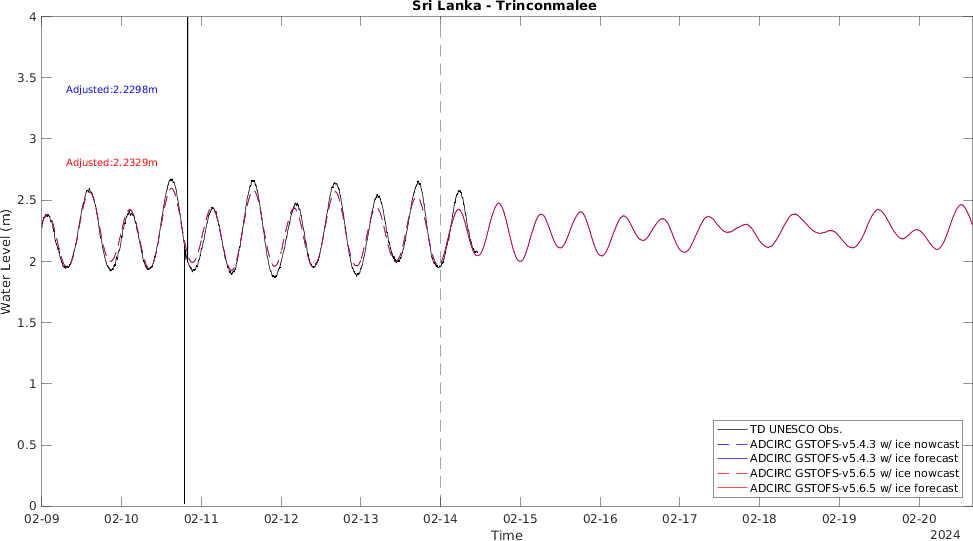 Sri Lanka - Trinconmalee
Water Level (m)
4
3.5
3
2.5
2
1.5
1
0.5
0
Adjusted:2.2298m
Adjusted:2.2329m
TD UNESCO Obs.
ADCIRC GSTOFS-v5.4.3 w/ ice nowcast
ADCIRC GSTOFS-v5.4.3 w/ ice forecast
ADCIRC GSTOFS-v5.6.5 w/ ice nowcast
ADCIRC GSTOFS-v5.6.5 w/ ice forecast
02-09 02-10 02-11 02-12 02-13 02-14 02-15 02-16 02-17 02-18 02-19 02-20
Time
2024